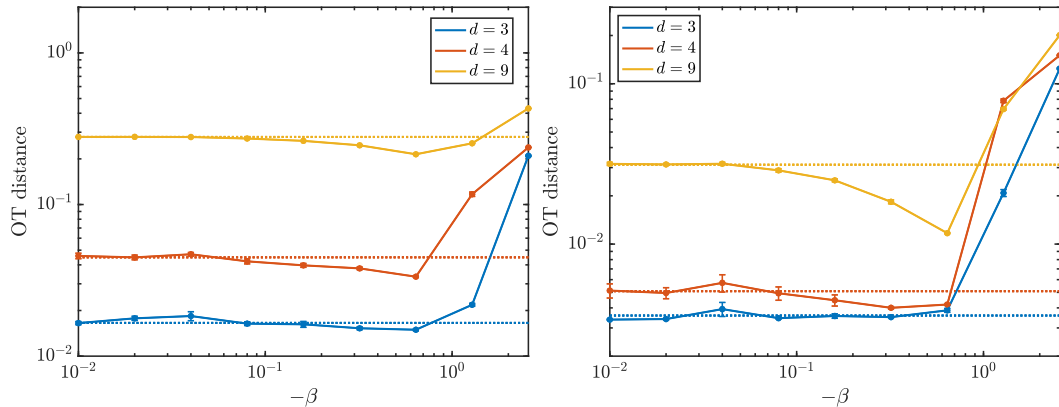 d = 3
d = 4
d = 9
10^0
10^{-1}
10^{-2}
OT distance
10^{-2}
10^{-1}
10^0
−β
d = 3
d = 4
d = 9
10^{-1}
10^{-2}
OT distance
10^{-2}
10^{-1}
10^0
−β